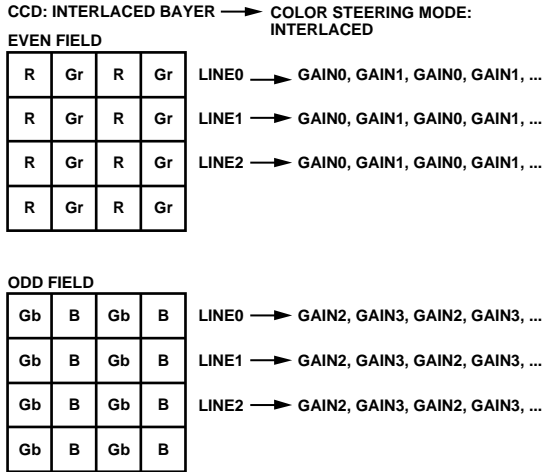 CCD: INTERLACED BAYER COLOR STEERING MODE:
INTERLACED
EVEN FIELD
R Gr R Gr LINE0 GAIN0, GAIN1, GAIN0, GAIN1, ...
R Gr R Gr LINE1 GAIN0, GAIN1, GAIN0, GAIN1, ...
R Gr R Gr LINE2 GAIN0, GAIN1, GAIN0, GAIN1, ...
R Gr R Gr
ODD FIELD
Gb B Gb B LINE0 GAIN2, GAIN3, GAIN2, GAIN3, ...
Gb B Gb B LINE1 GAIN2, GAIN3, GAIN2, GAIN3, ...
Gb B Gb B LINE2 GAIN2, GAIN3, GAIN2, GAIN3, ...
Gb B Gb B